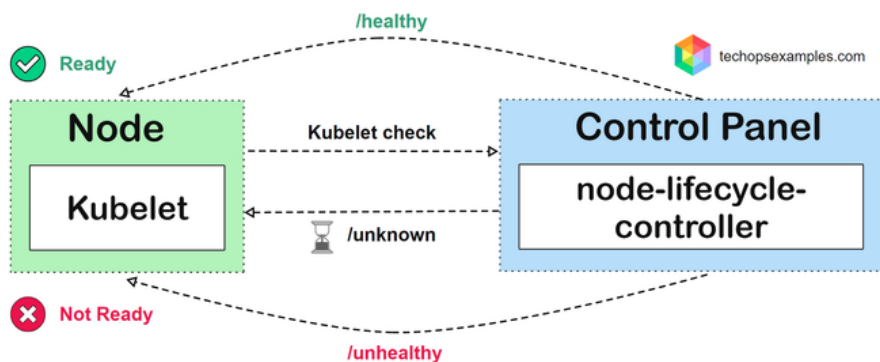 /healthy
Ready
techopsexamples.com
Node
Kubelet check
Control Panel
Kubelet
node-lifecycle-
controller
/unknown
Not Ready
/unhealthy